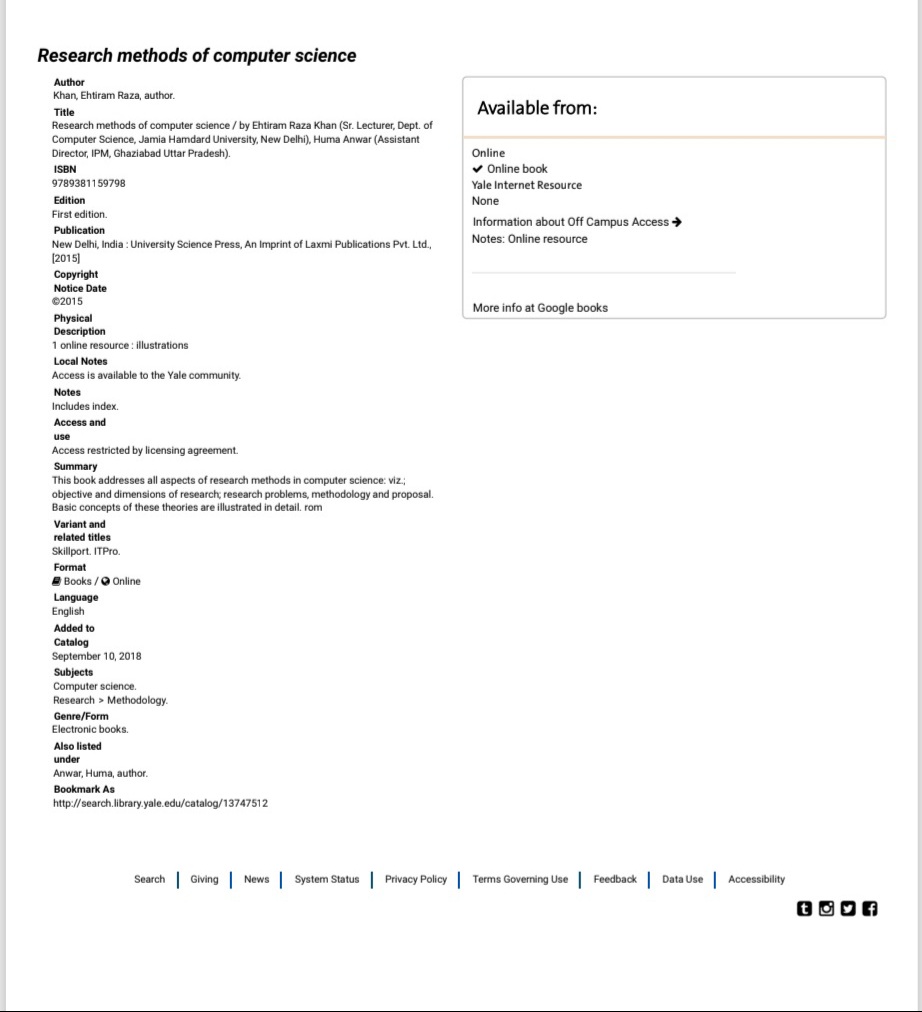 Research methods of computer science
Author
Khan, Ehtiram Raza, author.
Title
Research methods of computer science / by Ehtiram Raza Khan (Sr. Lecturer, Dept. of
Computer Science, Jamia Hamdard University, New Delhi), Huma Anwar (Assistant
Director, IPM, Ghaziabad Uttar Pradesh).
ISBN
9789381159798
Edition
First edition.
Publication
New Delhi, India : University Science Press, An Imprint of Laxmi Publications Pvt. Ltd.,
[2015]
Copyright
Notice Date
©2015
Physical
Description
1 online resource : illustrations
Local Notes
Access is available to the Yale community.
Notes
Includes index.
Access and
use
Access restricted by licensing agreement.
Summary
This book addresses all aspects of research methods in computer science: viz.;
objective and dimensions of research; research problems, methodology and proposal.
Basic concepts of these theories are illustrated in detail. rom
Variant and
related titles
Skillport. ITPro.
Format
Books / Online
Language
English
Added to
Catalog
September 10, 2018
Subjects
Computer science.
Research > Methodology.
Genre/Form
Electronic books.
Also listed
under
Anwar, Huma, author.
Bookmark As
http://search.library.yale.edu/catalog/13747512
Available from:
Online
✔ Online book
Yale Internet Resource
None
Information about Off Campus Access →
Notes: Online resource
More info at Google books
Search | Giving | News | System Status | Privacy Policy | Terms Governing Use | Feedback | Data Use | Accessibility